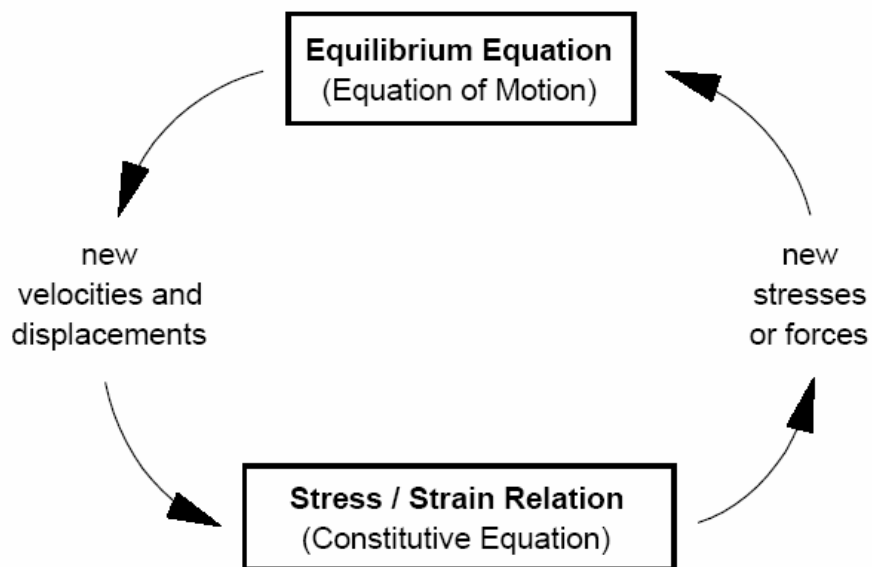 Equilibrium Equation
(Equation of Motion)
new
velocities and
displacements
new
stresses
or forces
Stress / Strain Relation
(Constitutive Equation)